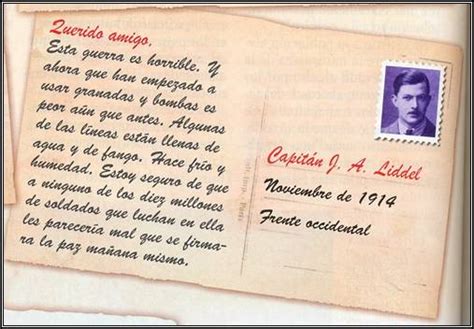 Querido amigo.
Esta guerra es horrible. Y
ahora que han empezado a
usar granadas y bombas es
peor aún que antes. Algunas
de las líneas están llenas de
agua y de fango. Hace frío y
humedad. Estoy seguro de que
a ninguno de los diez millones
de soldados que luchan en ella
les parecería mal que se firma-
ra la paz mañana mismo.
Capitán J. A. Liddel
Noviembre de 1914
Frente occidental